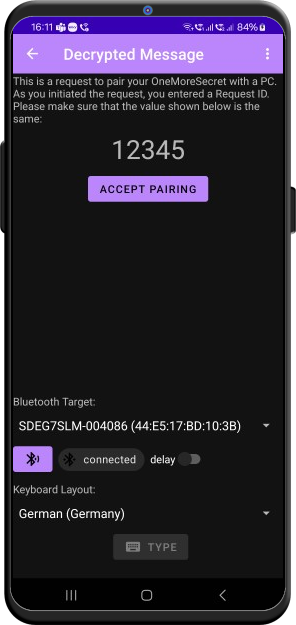 16:11 84%
Decrypted Message
This is a request to pair your OneMoreSecret with a PC.
As you initiated the request, you entered a Request ID.
Please make sure that the value shown below is the
same:
12345
ACCEPT PAIRING
Bluetooth Target:
SDEG7SLM-004086 (44:E5:17:BD:10:3B)
connected delay
Keyboard Layout:
German (Germany)
TYPE